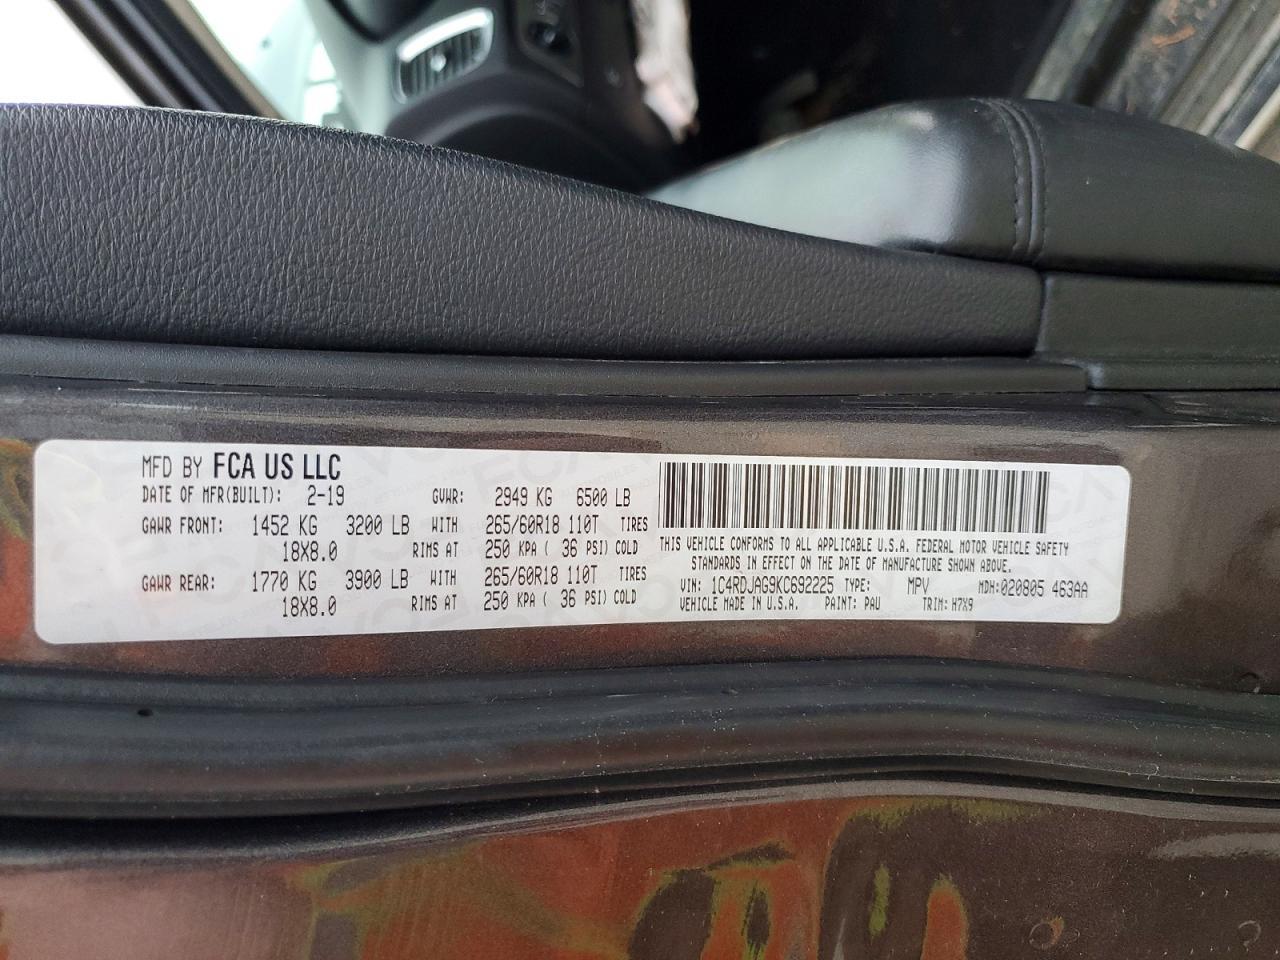 MFD BY FCA US LLC
DATE OF MFR(BUILT): 2-19 GVWR: 2949 KG 6500 LB
GAWR FRONT: 1452 KG 3200 LB WITH 265/60R18 110T TIRES
18X8.0 RIMS AT 250 KPA ( 36 PSI) COLD
GAWR REAR: 1770 KG 3900 LB WITH 265/60R18 110T TIRES
18X8.0 RIMS AT 250 KPA ( 36 PSI) COLD
THIS VEHICLE CONFORMS TO ALL APPLICABLE U.S.A. FEDERAL MOTOR VEHICLE SAFETY
STANDARDS IN EFFECT ON THE DATE OF MANUFACTURE SHOWN ABOVE.
VIN: 1C4RDJAG9KC692225 TYPE: MPV MDH:020805 463AA
VEHICLE MADE IN U.S.A. PAINT: PAU TRIM: H7X9